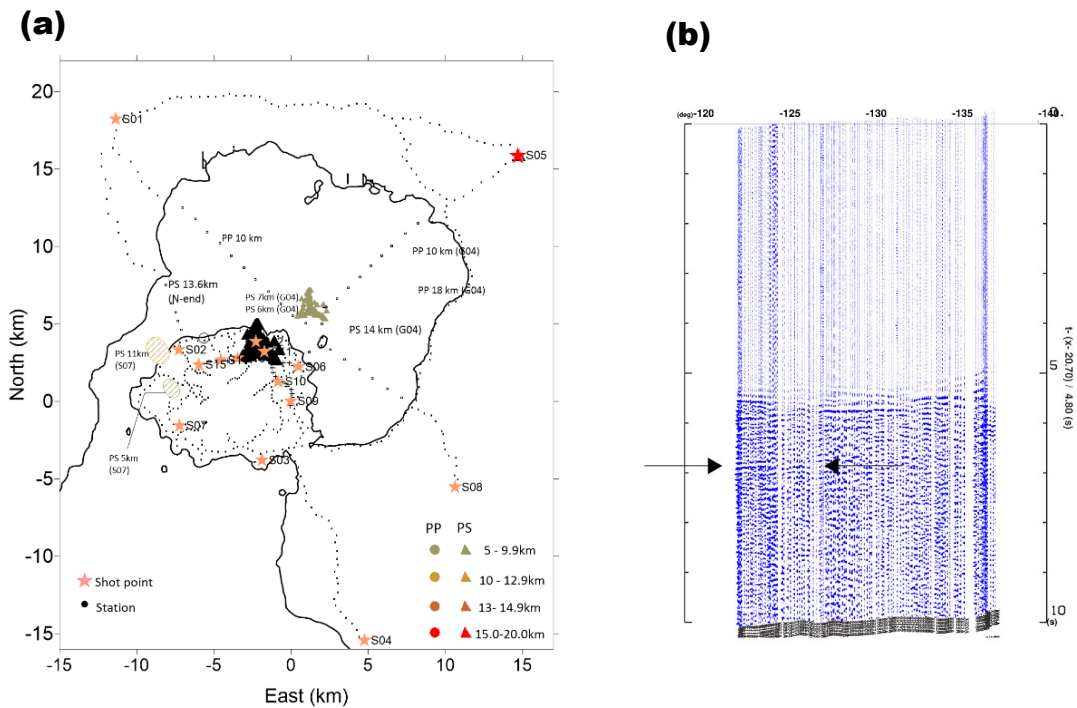 (a)
(b)
20
15
10
5
0
-5
-10
-15
North (km)
-15
-10
-5
0
5
10
15
East (km)
S01
S05
PP 10 km
PP 10 km (G04)
PS 13.6km
(N-end)
PS 7km (G04)
PS 6km (G04)
PP 18 km (G04)
PS 14 km (G04)
PS 11km
(S07)
S02
S15
S06
S10
S09
S07
PS 5km
(S07)
S03
S08
S04
PP PS
5 - 9.9km
10 - 12.9km
13- 14.9km
15.0-20.0km
Shot point
Station
(deg)-120
-125
-130
-135
-140
0.
5
10
(s)
t- (x- 20.70) / 4.80 (s)